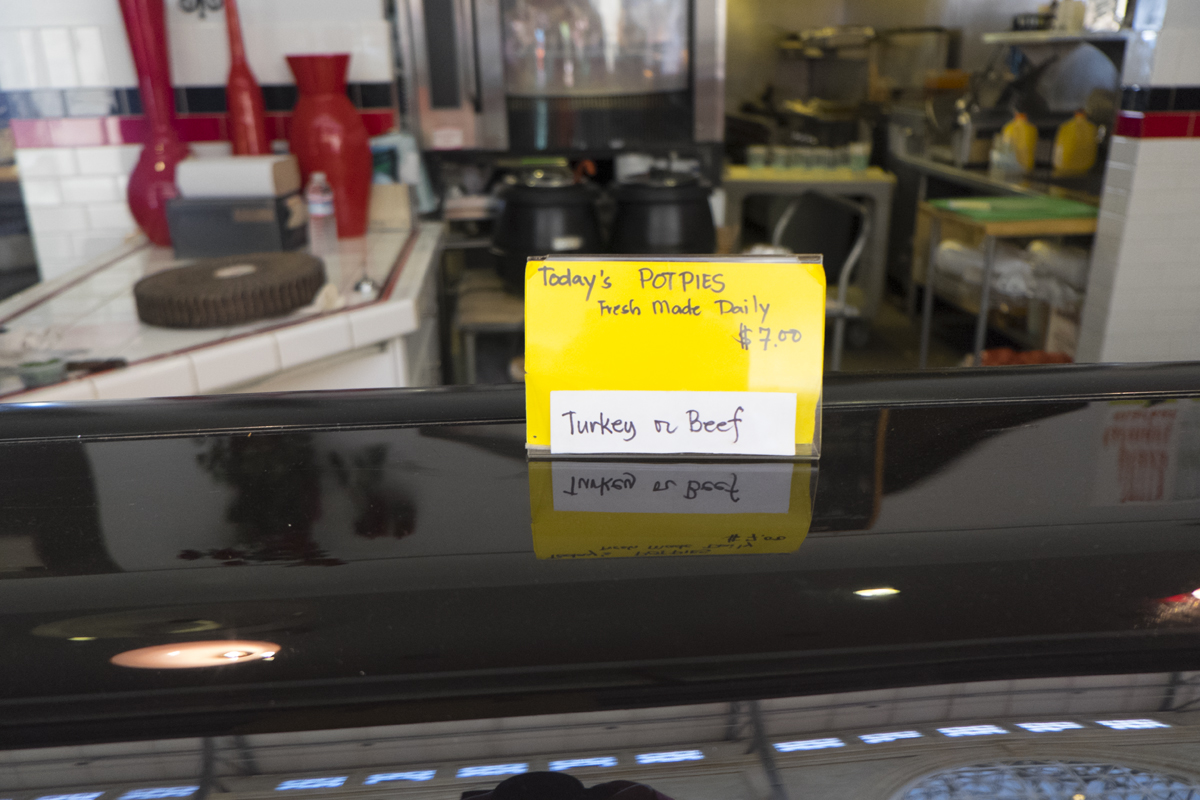 Today's POTPIES
Fresh Made Daily
$7.00
Turkey or Beef